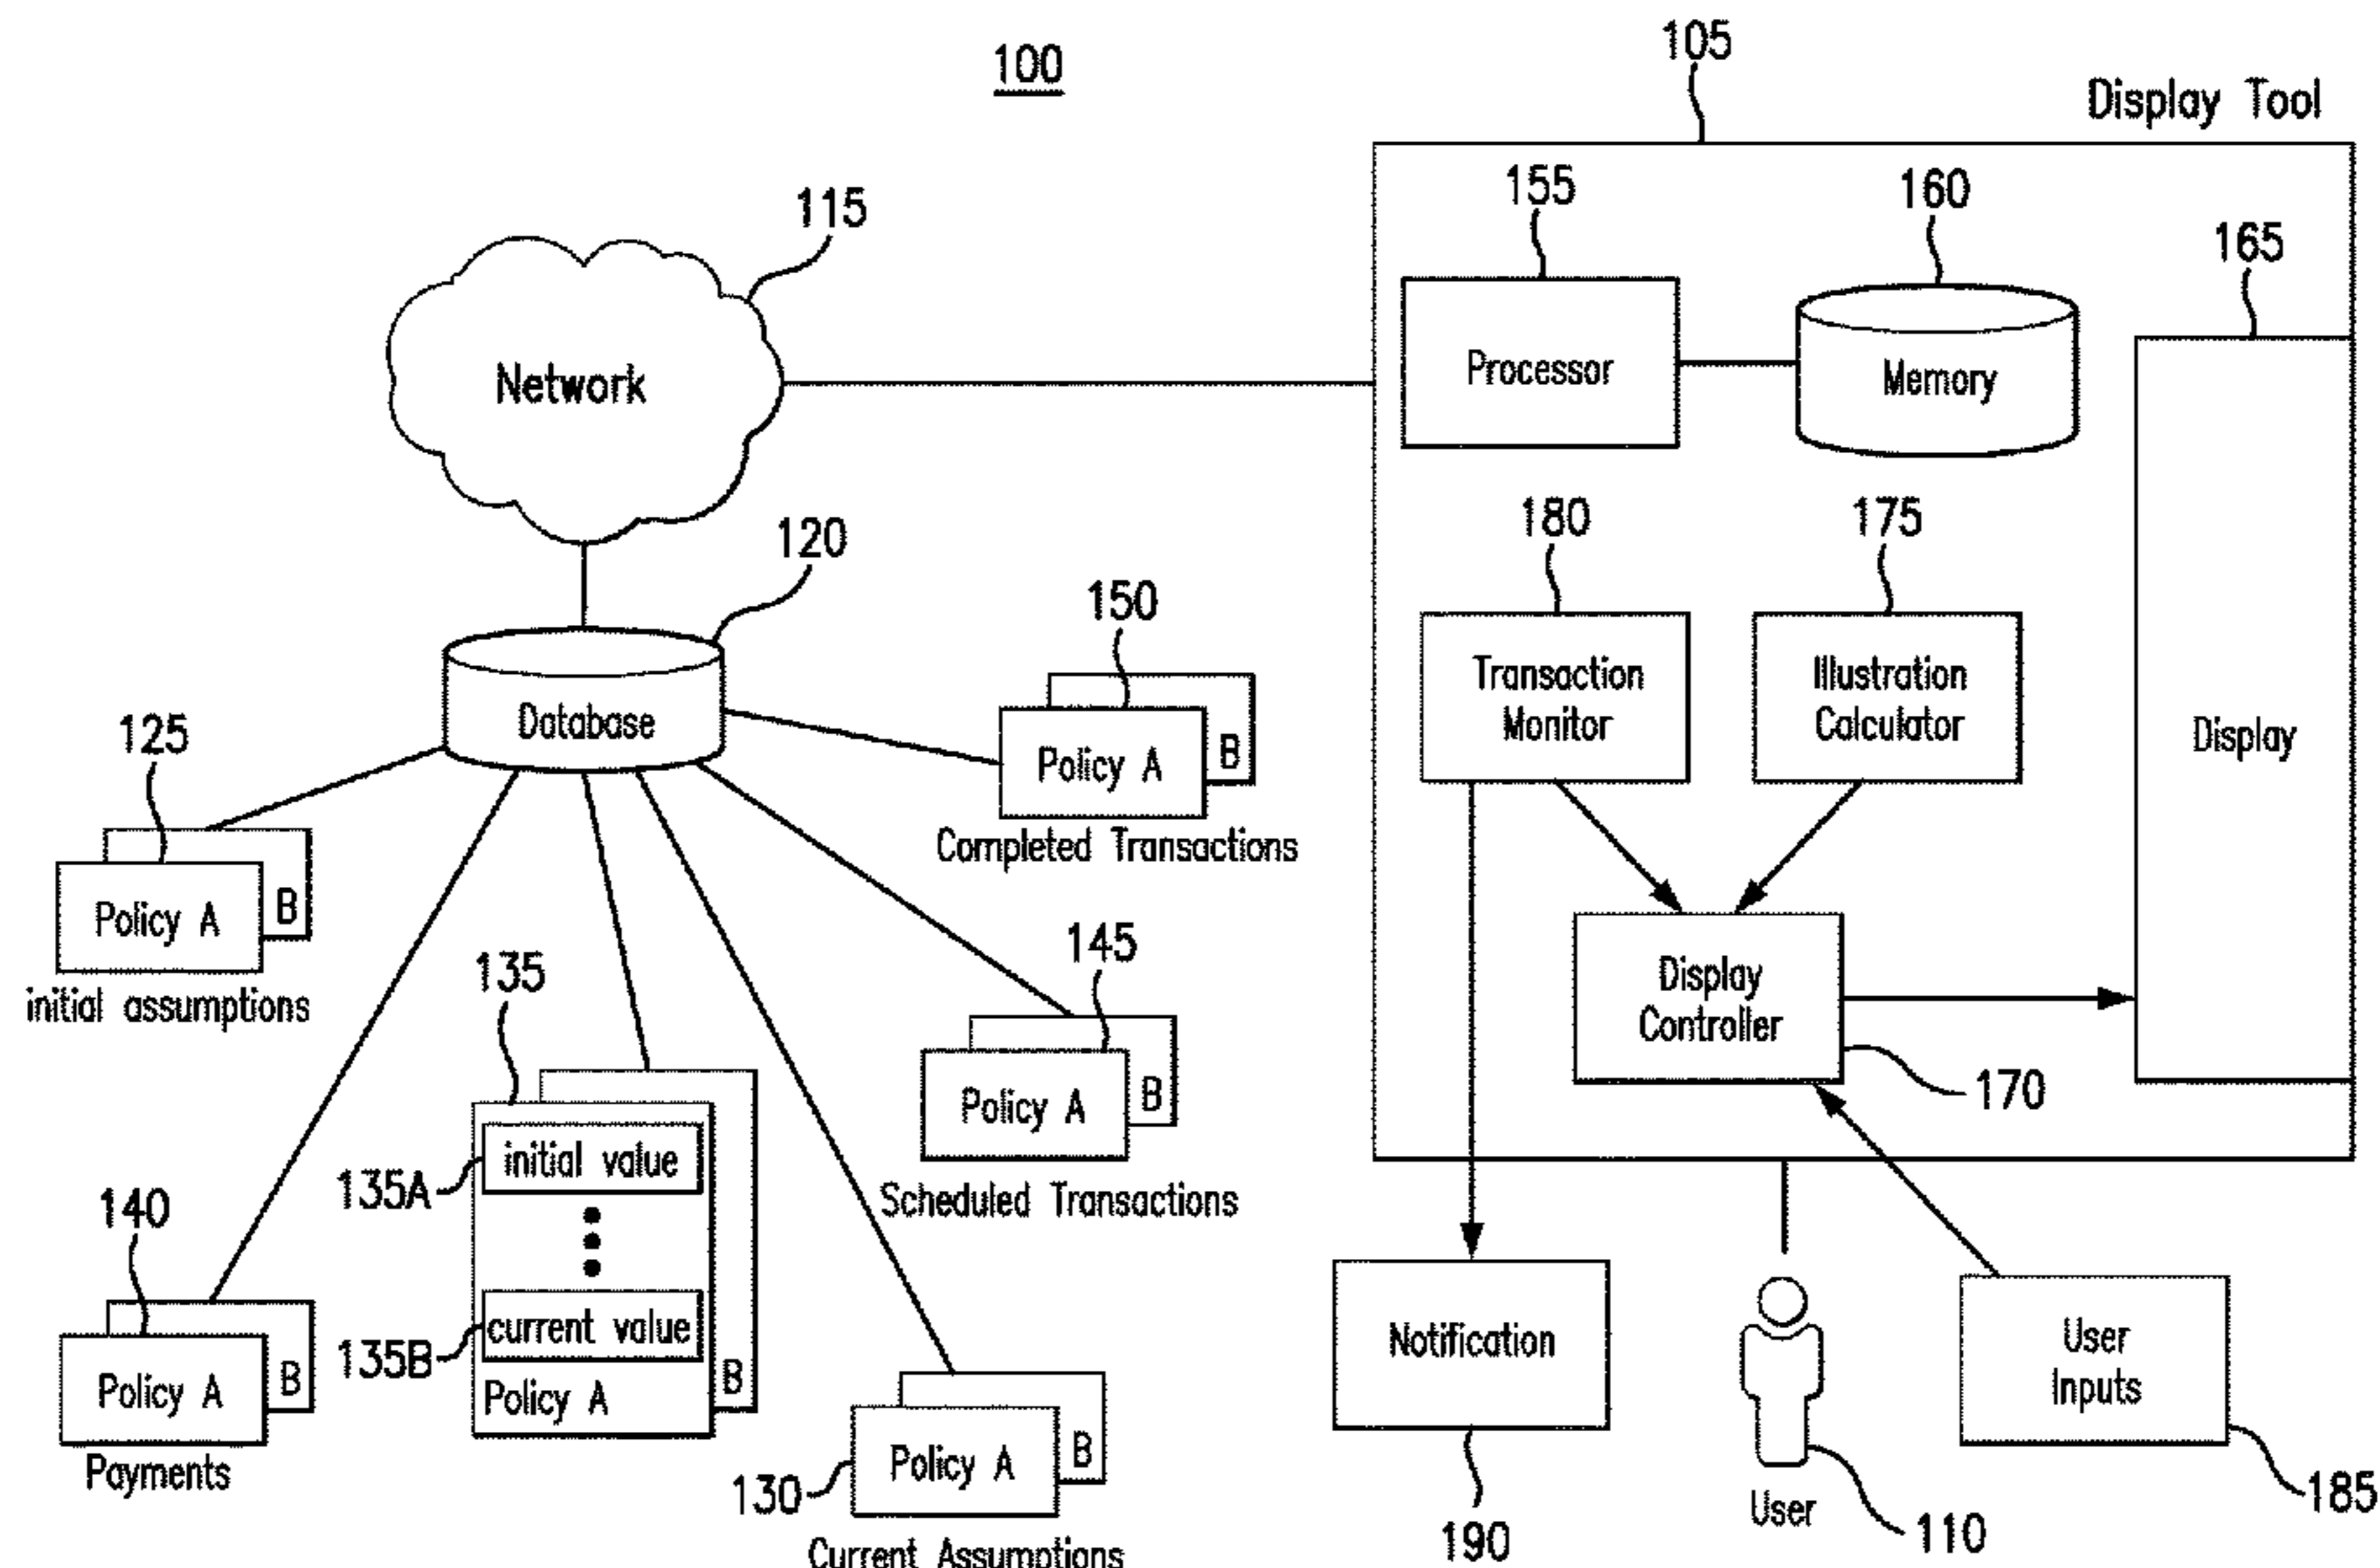 100
105
Display Tool
115
Network
155
Processor
160
Memory
165
Display
120
Database
180
Transaction
Monitor
175
Illustration
Calculator
150
Policy A
B
Completed Transactions
125
Policy A
B
initial assumptions
Display
Controller
170
145
Policy A
B
Scheduled Transactions
135
135A
initial value
135B
current value
Policy A
B
140
Policy A
B
Payments
130
Policy A
B
Current Assumptions
Notification
190
User
110
User
Inputs
185